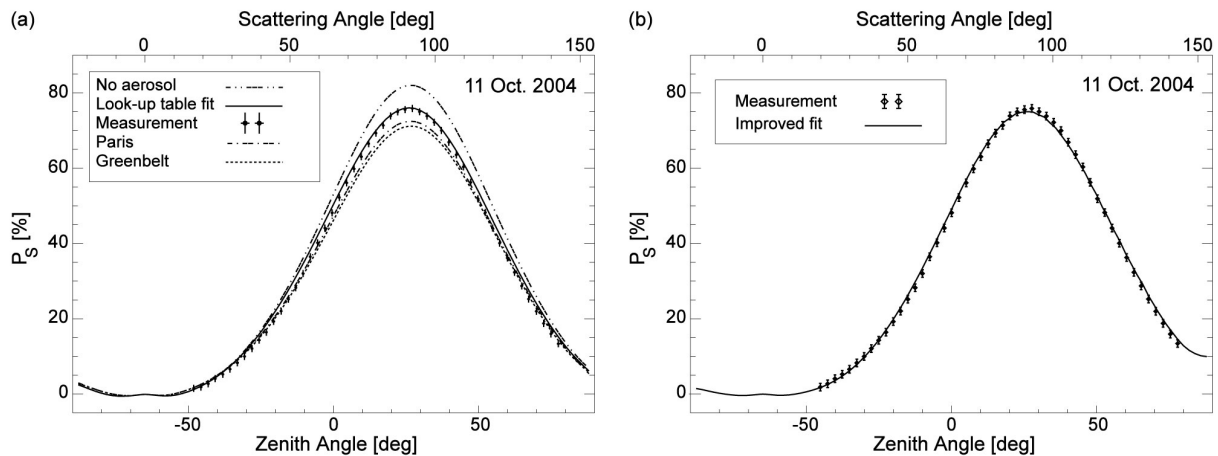 (a)
Scattering Angle [deg]
0 50 100 150
11 Oct. 2004
No aerosol
Look-up table fit
Measurement
Paris
Greenbelt
80
60
40
20
0
P_S [%]
-50 0 50
Zenith Angle [deg]
(b)
Scattering Angle [deg]
0 50 100 150
11 Oct. 2004
Measurement
Improved fit
80
60
40
20
0
P_S [%]
-50 0 50
Zenith Angle [deg]